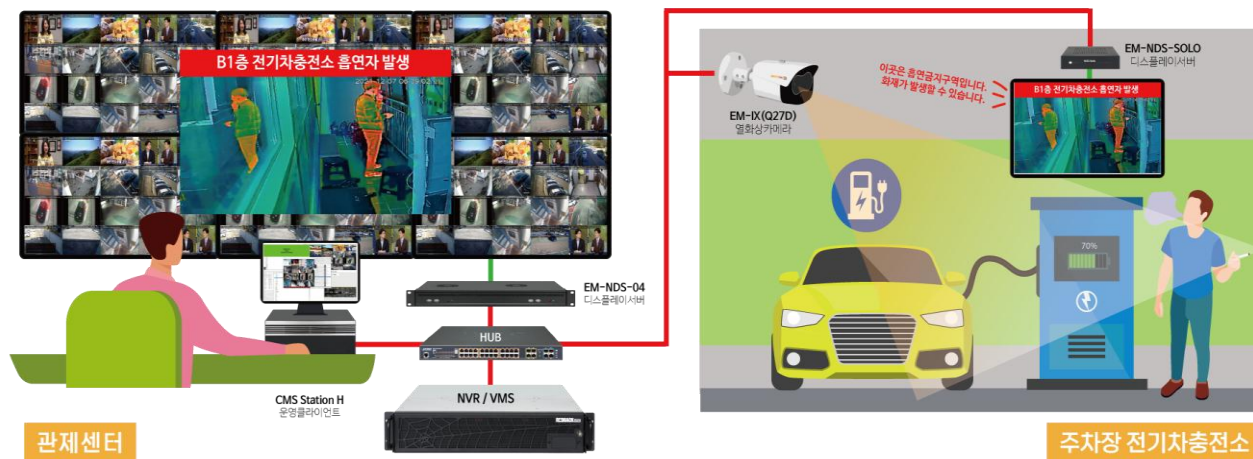 B1층 전기차충전소 흡연자 발생
EM-NDS-04
디스플레이서버
HUB
NVR / VMS
CMS Station H
운영클라이언트
관제센터
EM-IX(Q27D)
열화상카메라
이곳은 흡연금지구역입니다.
화재가 발생할 수 있습니다.
EM-NDS-SOLO
디스플레이서버
B1층 전기차충전소 흡연자 발생
70%
주차장 전기차충전소